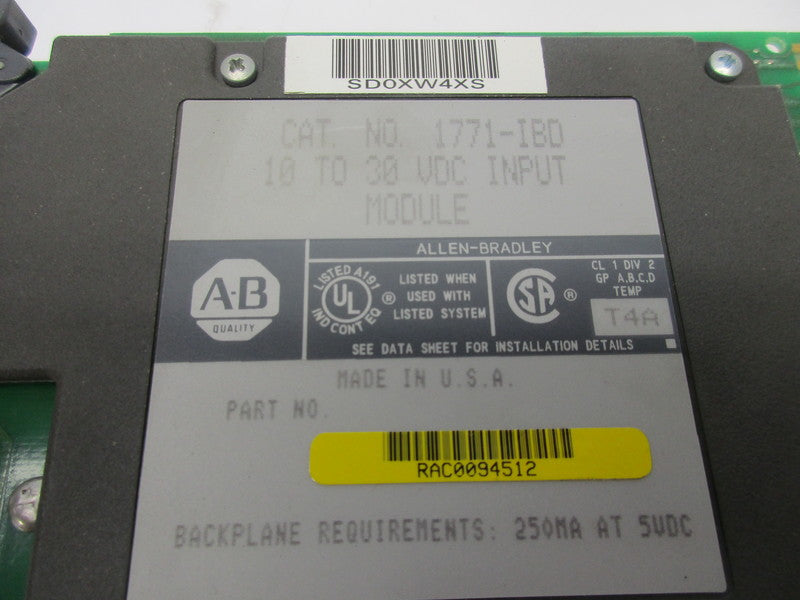 SD0XW4XS
CAT. NO. 1771-IBD
10 TO 30 VDC INPUT
MODULE
ALLEN-BRADLEY
A-B
QUALITY
LISTED A191
UL
IND CONT EQ
®
LISTED WHEN
USED WITH
LISTED SYSTEM
SA
®
CL 1 DIV 2
GP A,B,C,D
TEMP
T4A
SEE DATA SHEET FOR INSTALLATION DETAILS
MADE IN U.S.A.
PART NO.
RAC0094512
BACKPLANE REQUIREMENTS: 250MA AT 5VDC